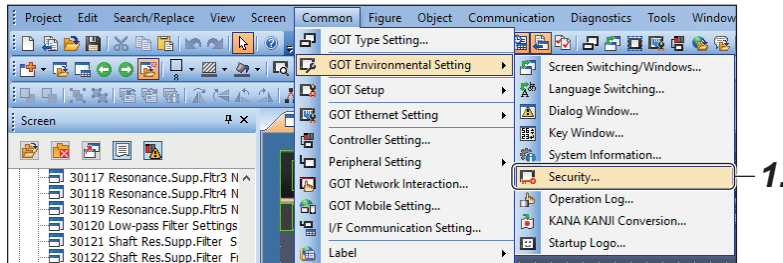 Project Edit Search/Replace View Screen Common Figure Object Communication Diagnostics Tools Window
GOT Type Setting...
GOT Environmental Setting
GOT Setup
GOT Ethernet Setting
Controller Setting...
Peripheral Setting
GOT Network Interaction...
GOT Mobile Setting...
I/F Communication Setting...
Label
Screen Switching/Windows...
Language Switching...
Dialog Window...
Key Window...
System Information...
Security...
Operation Log...
KANA KANJI Conversion...
Startup Logo...
1.
Screen
30117 Resonance.Supp.Fltr3 N
30118 Resonance.Supp.Fltr4 N
30119 Resonance.Supp.Fltr5 N
30120 Low-pass Filter Settings
30121 Shaft Res.Supp.Filter S
30122 Shaft Res.Supp.Filter Fr